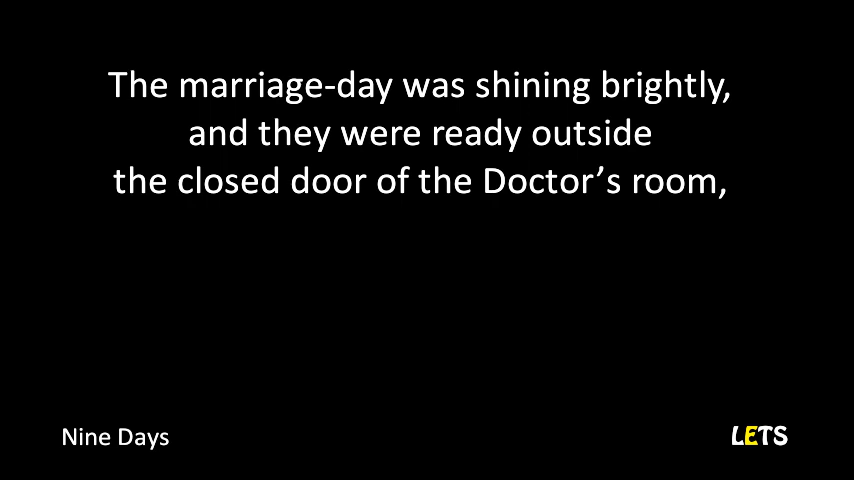 The marriage-day was shining brightly,
and they were ready outside
the closed door of the Doctor’s room,
Nine Days
LETS